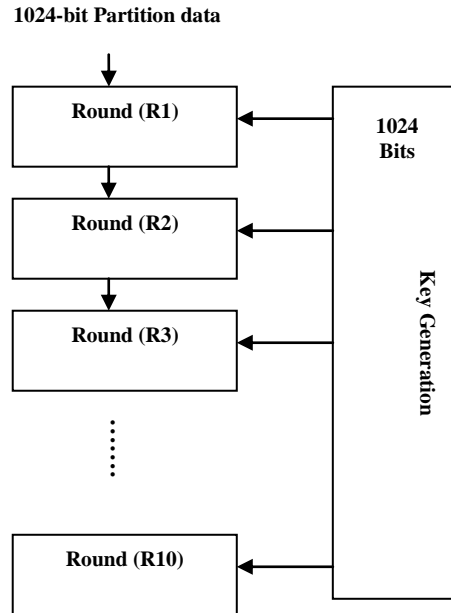 1024-bit Partition data
Round (R1)
1024
Bits
Round (R2)
Key Generation
Round (R3)
Round (R10)